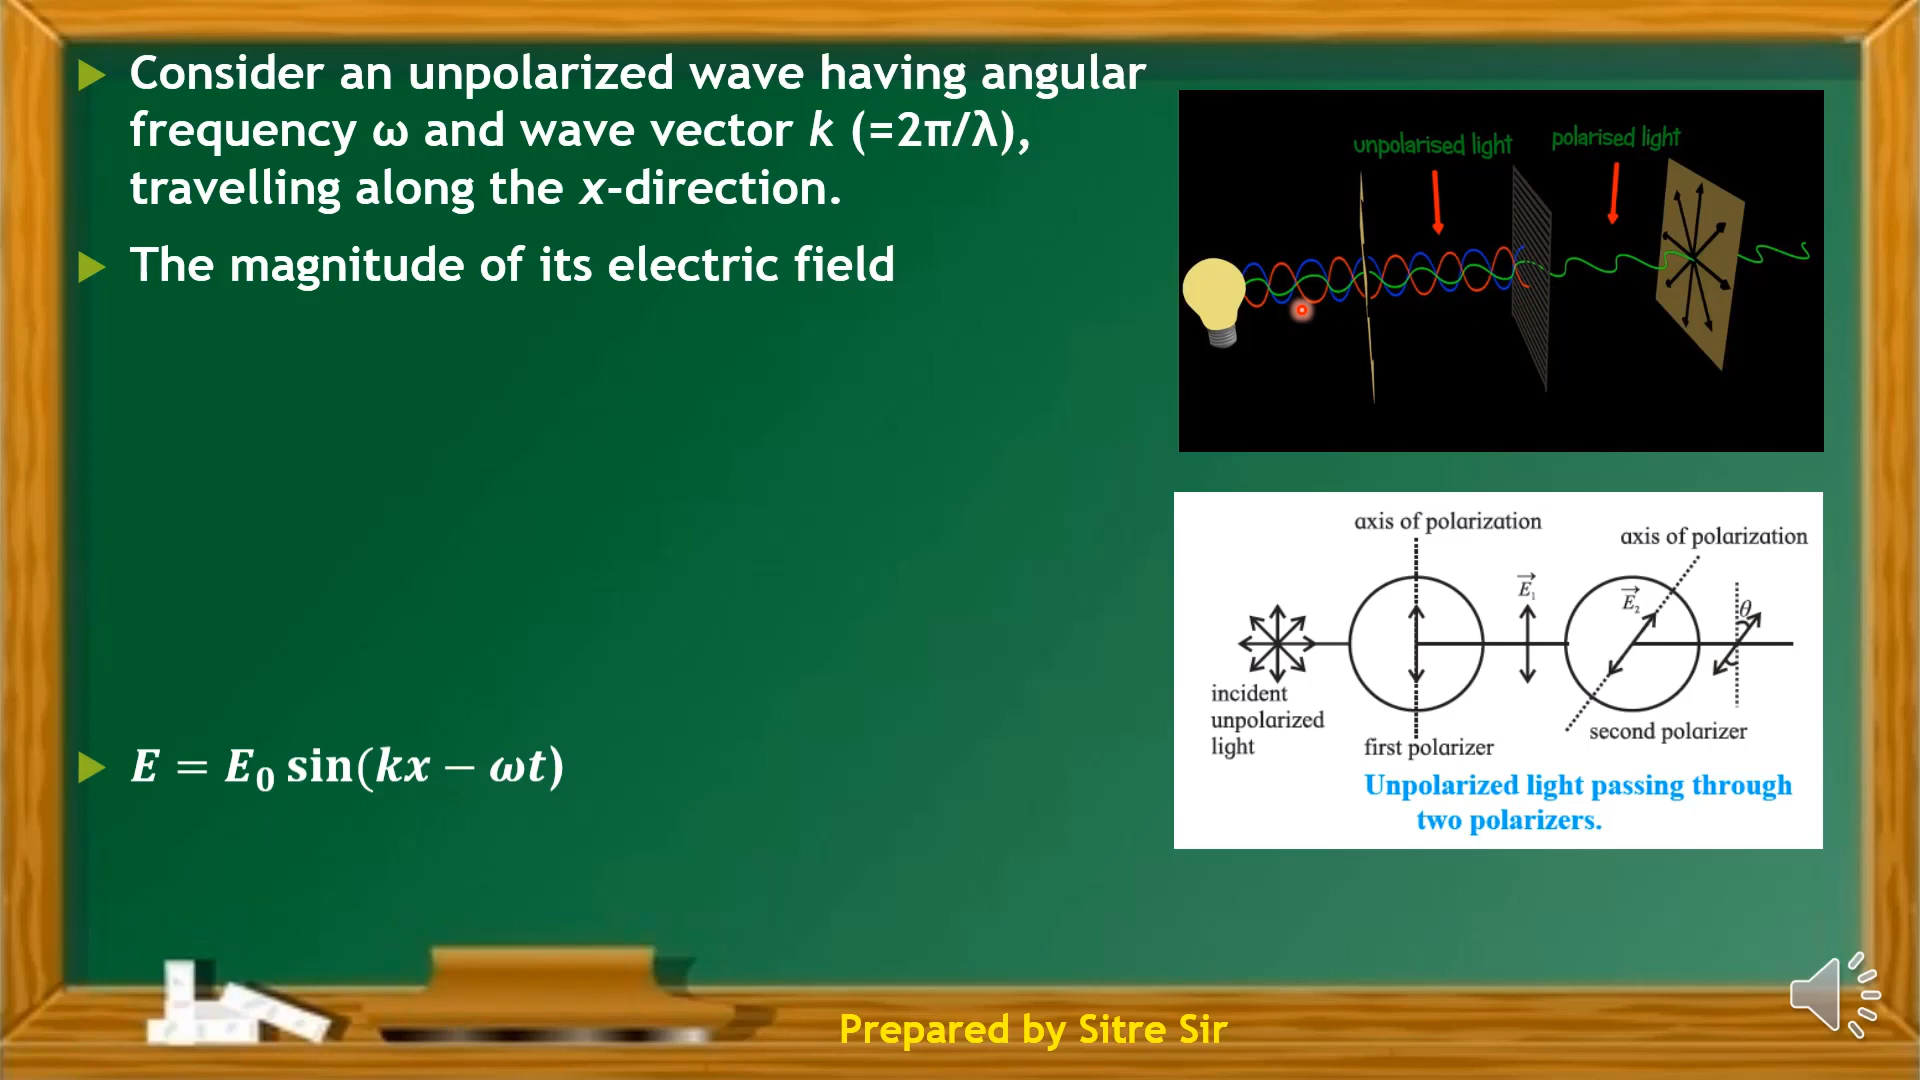 Consider an unpolarized wave having angular
frequency ω and wave vector k (=2π/λ),
travelling along the x-direction.
The magnitude of its electric field
E = E₀ sin(kx − ωt)
unpolarised light
polarised light
axis of polarization
axis of polarization
E⃗₁
E⃗₂
θ
incident
unpolarized
light
first polarizer
second polarizer
Unpolarized light passing through
two polarizers.
Prepared by Sitre Sir